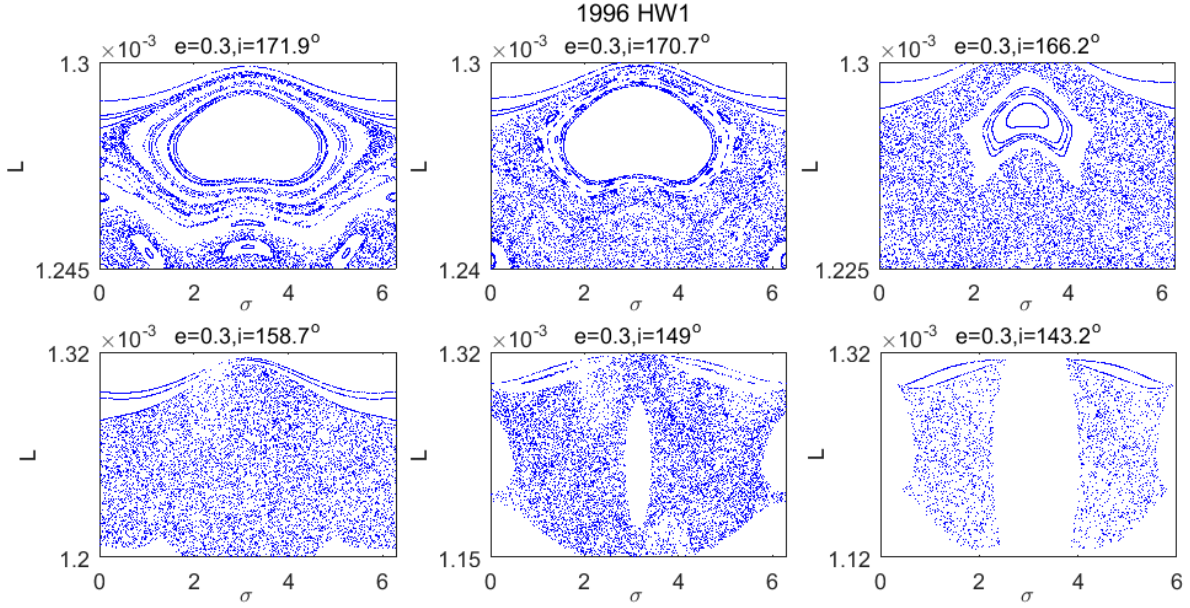 1996 HW1
×10⁻³ e=0.3,i=171.9°
1.3
L
1.245
0 2 4 6
σ
×10⁻³ e=0.3,i=170.7°
1.3
L
1.24
0 2 4 6
σ
×10⁻³ e=0.3,i=166.2°
1.3
L
1.225
0 2 4 6
σ
×10⁻³ e=0.3,i=158.7°
1.32
L
1.2
0 2 4 6
σ
×10⁻³ e=0.3,i=149°
1.32
L
1.15
0 2 4 6
σ
×10⁻³ e=0.3,i=143.2°
1.32
L
1.12
0 2 4 6
σ